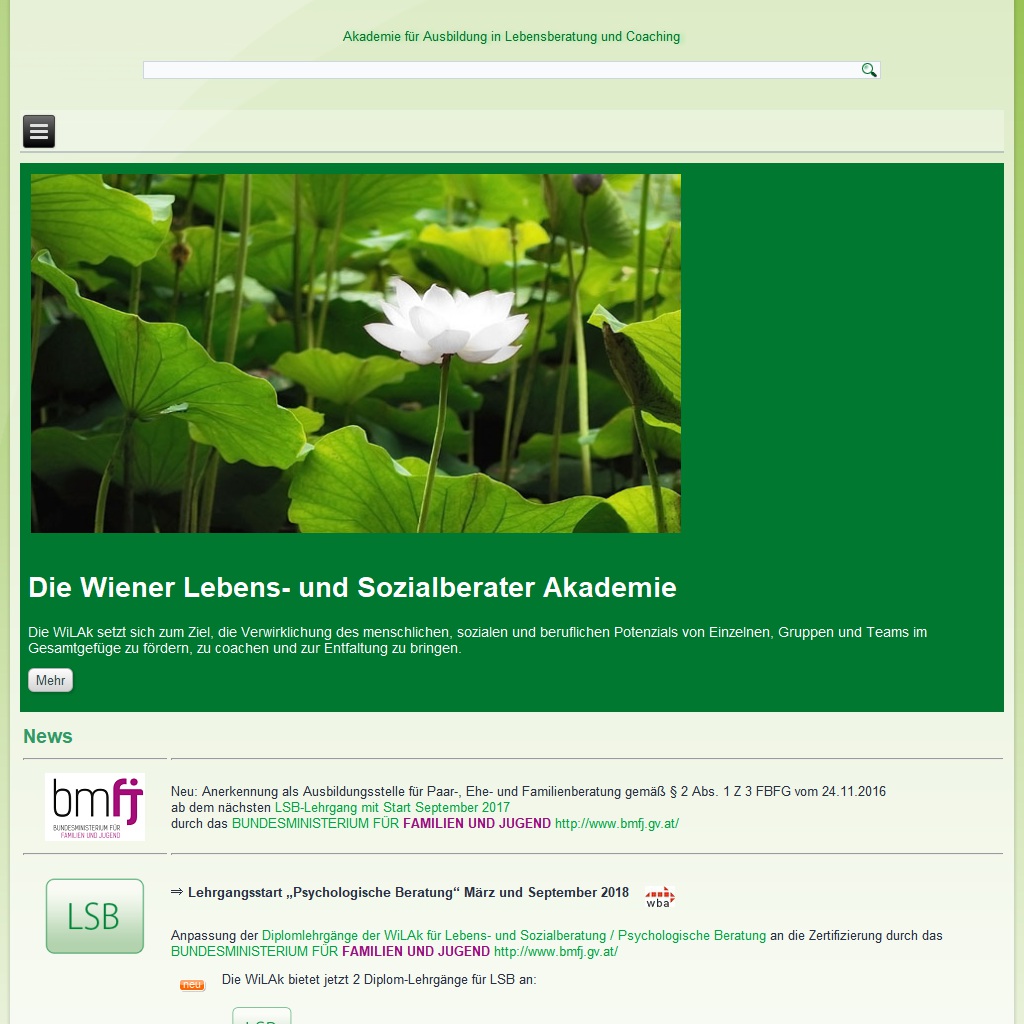 Akademie für Ausbildung in Lebensberatung und Coaching
Die Wiener Lebens- und Sozialberater Akademie
Die WiLAk setzt sich zum Ziel, die Verwirklichung des menschlichen, sozialen und beruflichen Potenzials von Einzelnen, Gruppen und Teams im
Gesamtgefüge zu fördern, zu coachen und zur Entfaltung zu bringen.
Mehr
News
bmfj
BUNDESMINISTERIUM FÜR
FAMILIEN UND JUGEND
Neu: Anerkennung als Ausbildungsstelle für Paar-, Ehe- und Familienberatung gemäß § 2 Abs. 1 Z 3 FBFG vom 24.11.2016
ab dem nächsten LSB-Lehrgang mit Start September 2017
durch das BUNDESMINISTERIUM FÜR FAMILIEN UND JUGEND http://www.bmfj.gv.at/
LSB
⇒ Lehrgangsstart „Psychologische Beratung“ März und September 2018
wba
Anpassung der Diplomlehrgänge der WiLAk für Lebens- und Sozialberatung / Psychologische Beratung an die Zertifizierung durch das
BUNDESMINISTERIUM FÜR FAMILIEN UND JUGEND http://www.bmfj.gv.at/
neu
Die WiLAk bietet jetzt 2 Diplom-Lehrgänge für LSB an:
LSB